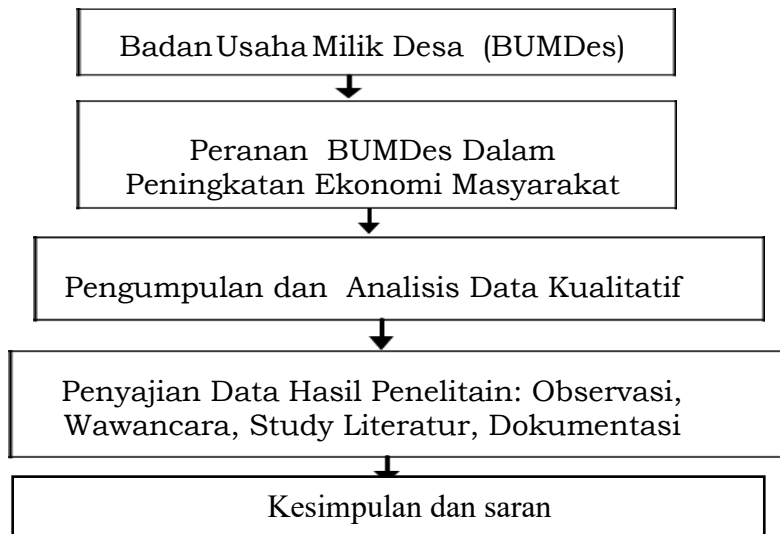 Badan Usaha Milik Desa (BUMDes)
Peranan BUMDes Dalam
Peningkatan Ekonomi Masyarakat
Pengumpulan dan Analisis Data Kualitatif
Penyajian Data Hasil Penelitain: Observasi,
Wawancara, Study Literatur, Dokumentasi
Kesimpulan dan saran